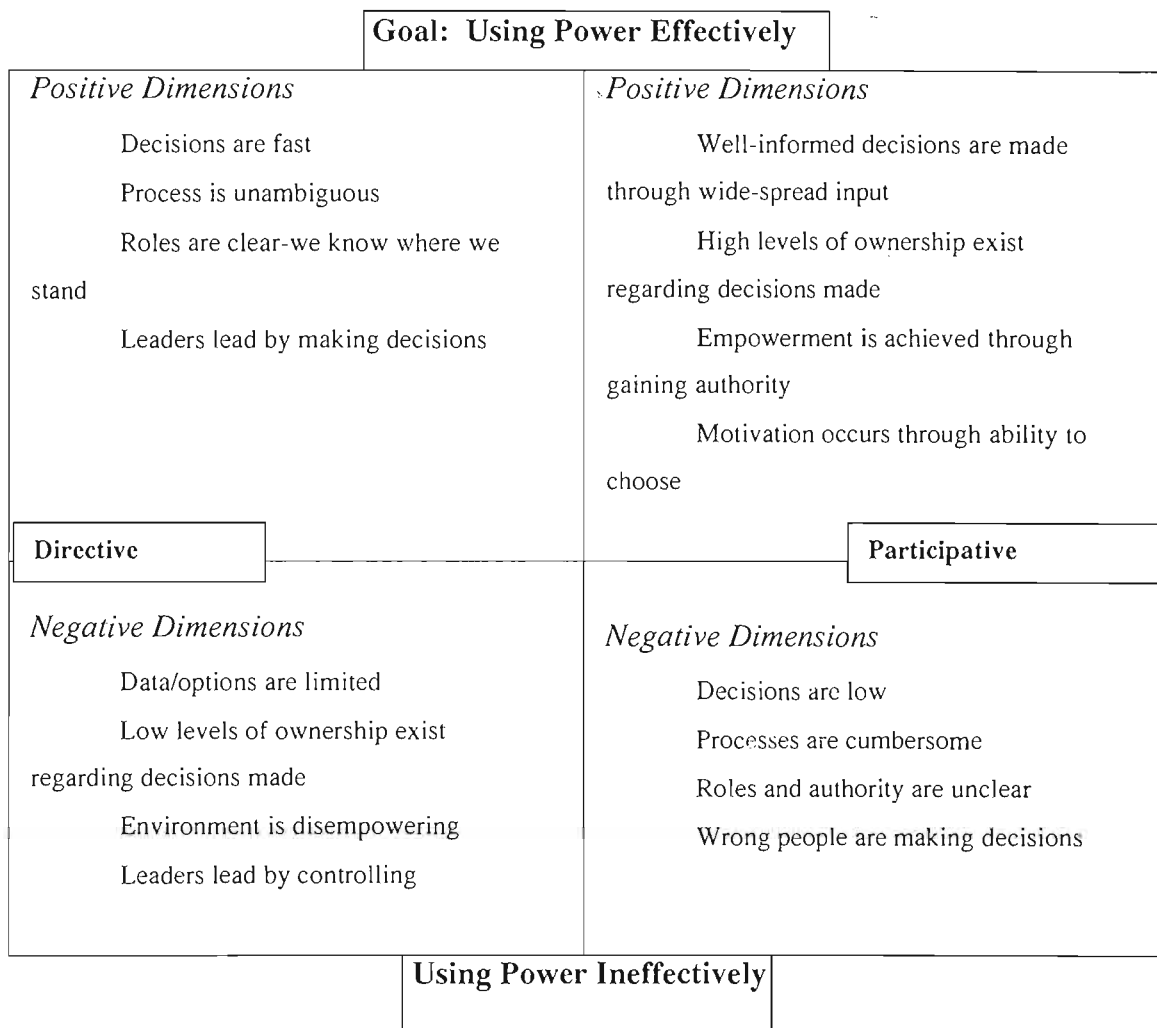 Goal: Using Power Effectively
Positive Dimensions
Decisions are fast
Process is unambiguous
Roles are clear-we know where we
stand
Leaders lead by making decisions
Positive Dimensions
Well-informed decisions are made
through wide-spread input
High levels of ownership exist
regarding decisions made
Empowerment is achieved through
gaining authority
Motivation occurs through ability to
choose
Directive
Participative
Negative Dimensions
Data/options are limited
Low levels of ownership exist
regarding decisions made
Environment is disempowering
Leaders lead by controlling
Negative Dimensions
Decisions are low
Processes are cumbersome
Roles and authority are unclear
Wrong people are making decisions
Using Power Ineffectively